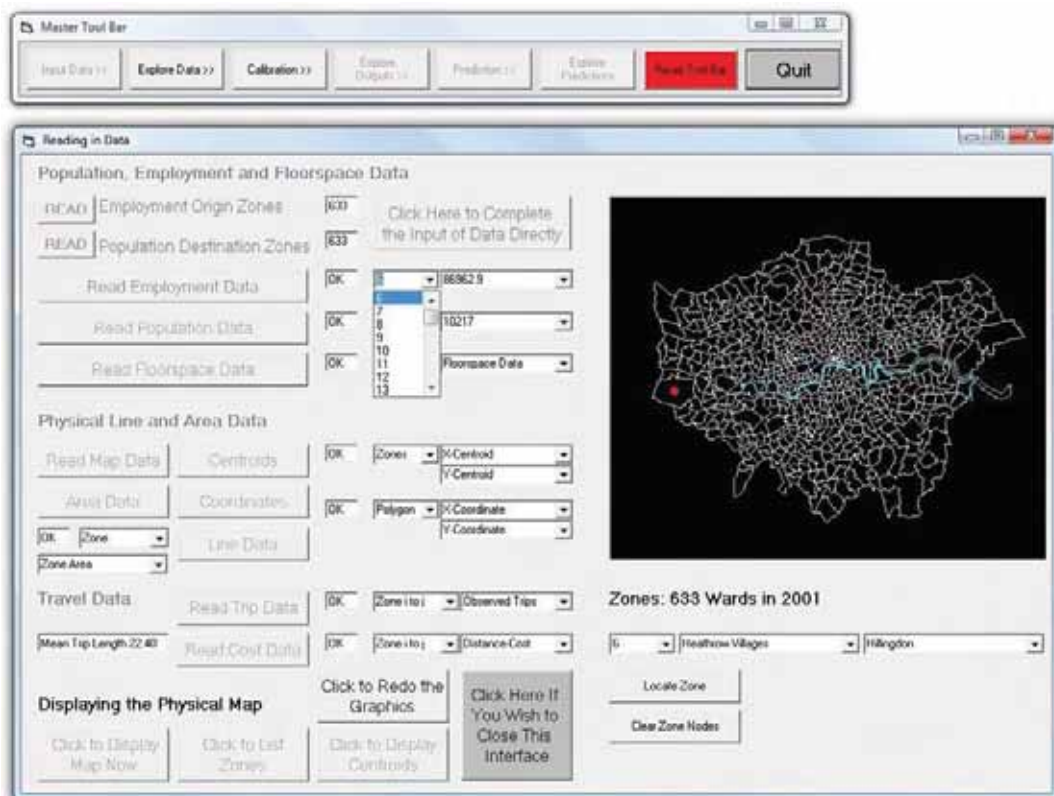 Master Tool Bar
Input Data >>
Explore Data >>
Calibration >>
Explore
Outputs >>
Prediction >>
Explore
Predictions
Recast Tool Bar
Quit
Reading in Data
Population, Employment and Floorspace Data
READ
Employment Origin Zones
633
Click Here to Complete
the Input of Data Directly
READ
Population Destination Zones
633
Read Employment Data
OK
6
86962.9
6
7
8
9
10
11
12
13
Read Population Data
OK
10217
Read Floorspace Data
OK
Floorspace Data
Physical Line and Area Data
Read Map Data
Centroids
OK
Zones
X-Centroid
Y-Centroid
Area Data
Coordinates
OK
Polygon
X-Coordinate
Y-Coordinate
OK
Zone
Line Data
Zone Area
Travel Data
Read Trip Data
OK
Zone i to j
Observed Trips
Zones: 633 Wards in 2001
Mean Trip Length 22.40
Read Cost Data
OK
Zone i to j
Distance-Cost
6
Heathrow Villages
Hillingdon
Displaying the Physical Map
Click to Redo the
Graphics
Click Here If
You Wish to
Close This
Interface
Locate Zone
Clear Zone Nodes
Click to Display
Map Now
Click to List
Zones
Click to Display
Centroids